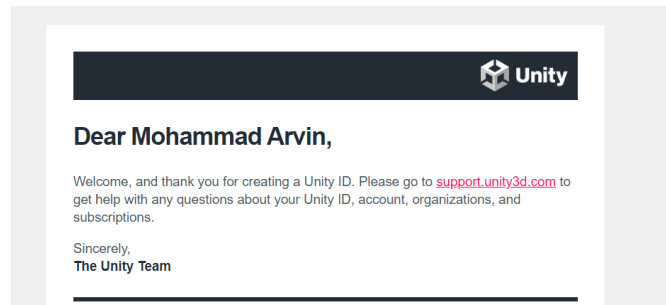 Unity
Dear Mohammad Arvin,
Welcome, and thank you for creating a Unity ID. Please go to support.unity3d.com to
get help with any questions about your Unity ID, account, organizations, and
subscriptions.
Sincerely,
The Unity Team